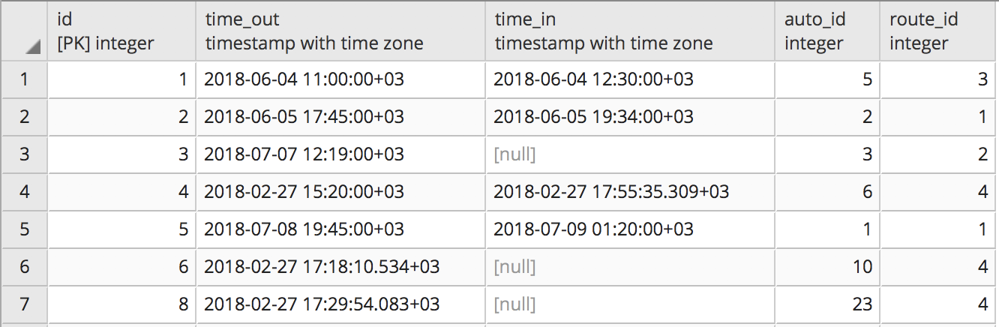 id time_out time_in auto_id route_id
[PK] integer timestamp with time zone timestamp with time zone integer integer
1 1 2018-06-04 11:00:00+03 2018-06-04 12:30:00+03 5 3
2 2 2018-06-05 17:45:00+03 2018-06-05 19:34:00+03 2 1
3 3 2018-07-07 12:19:00+03 [null] 3 2
4 4 2018-02-27 15:20:00+03 2018-02-27 17:55:35.309+03 6 4
5 5 2018-07-08 19:45:00+03 2018-07-09 01:20:00+03 1 1
6 6 2018-02-27 17:18:10.534+03 [null] 10 4
7 8 2018-02-27 17:29:54.083+03 [null] 23 4